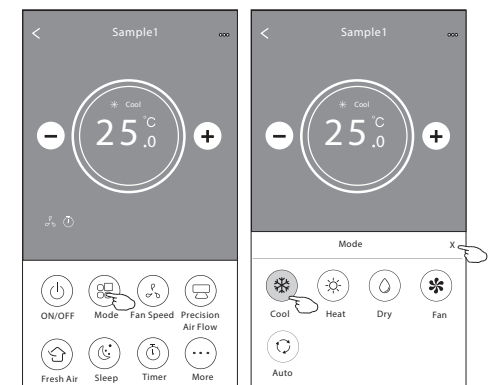 Sample1
Cool
25.0°C
ON/OFF Mode Fan Speed Precision Air Flow
Fresh Air Sleep Timer More
Sample1
Cool
25.0°C
Mode X
Cool Heat Dry Fan
Auto